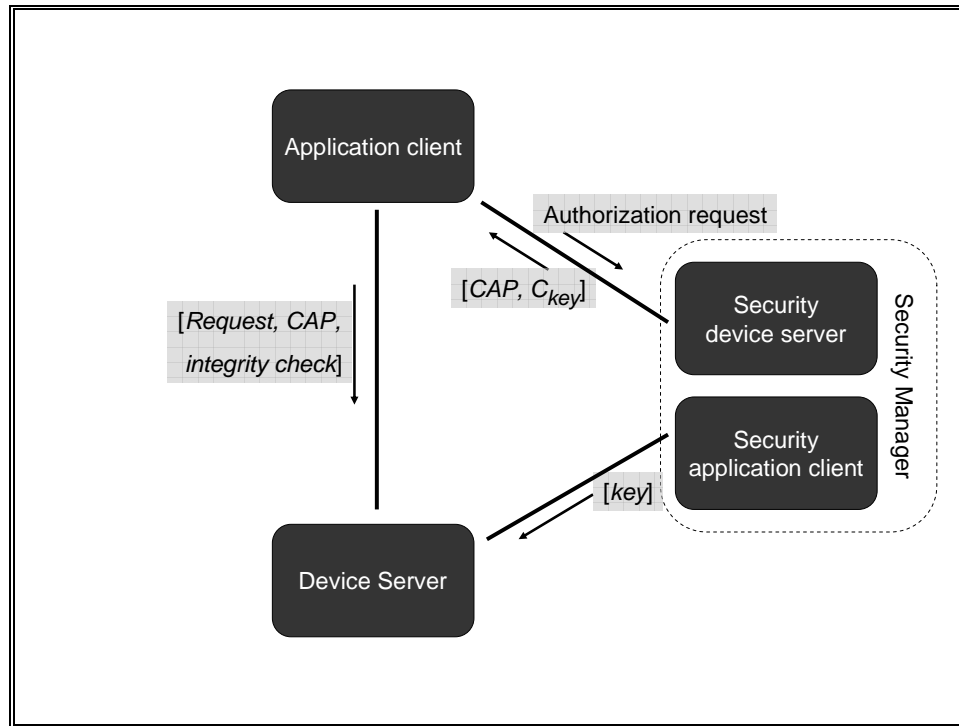 Application client
Authorization request
[CAP, Ckey]
Security
device server
Security Manager
[Request, CAP,
integrity check]
Security
application client
[key]
Device Server